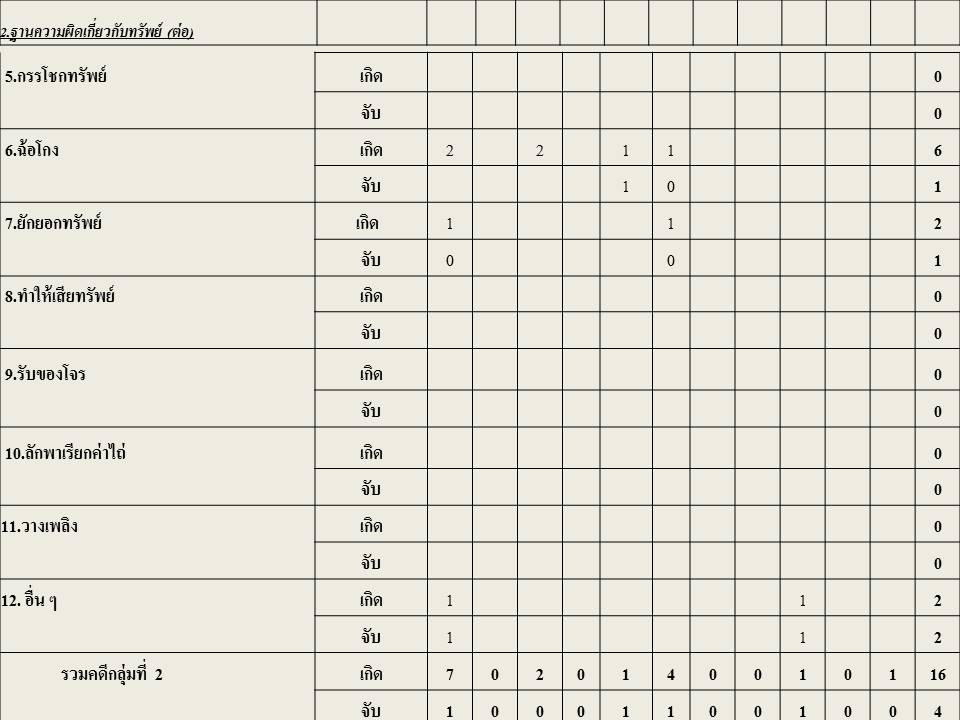 2.ฐานความผิดเกี่ยวกับทรัพย์ (ต่อ)
5.กรรโชกทรัพย์ เกิด 0
จับ 0
6.ฉ้อโกง เกิด 2 2 1 1 6
จับ 1 0 1
7.ยักยอกทรัพย์ เกิด 1 1 2
จับ 0 0 1
8.ทำให้เสียทรัพย์ เกิด 0
จับ 0
9.รับของโจร เกิด 0
จับ 0
10.ลักพาเรียกค่าไถ่ เกิด 0
จับ 0
11.วางเพลิง เกิด 0
จับ 0
12. อื่น ๆ เกิด 1 1 2
จับ 1 1 2
รวมคดีกลุ่มที่ 2 เกิด 7 0 2 0 1 4 0 0 1 0 1 16
จับ 1 0 0 0 1 1 0 0 1 0 0 4